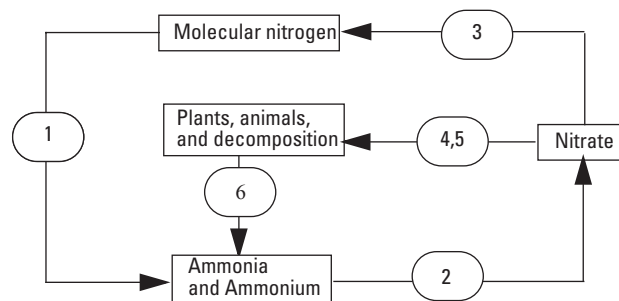 Molecular nitrogen
3
1
Plants, animals,
and decomposition
4,5
Nitrate
6
Ammonia
and Ammonium
2